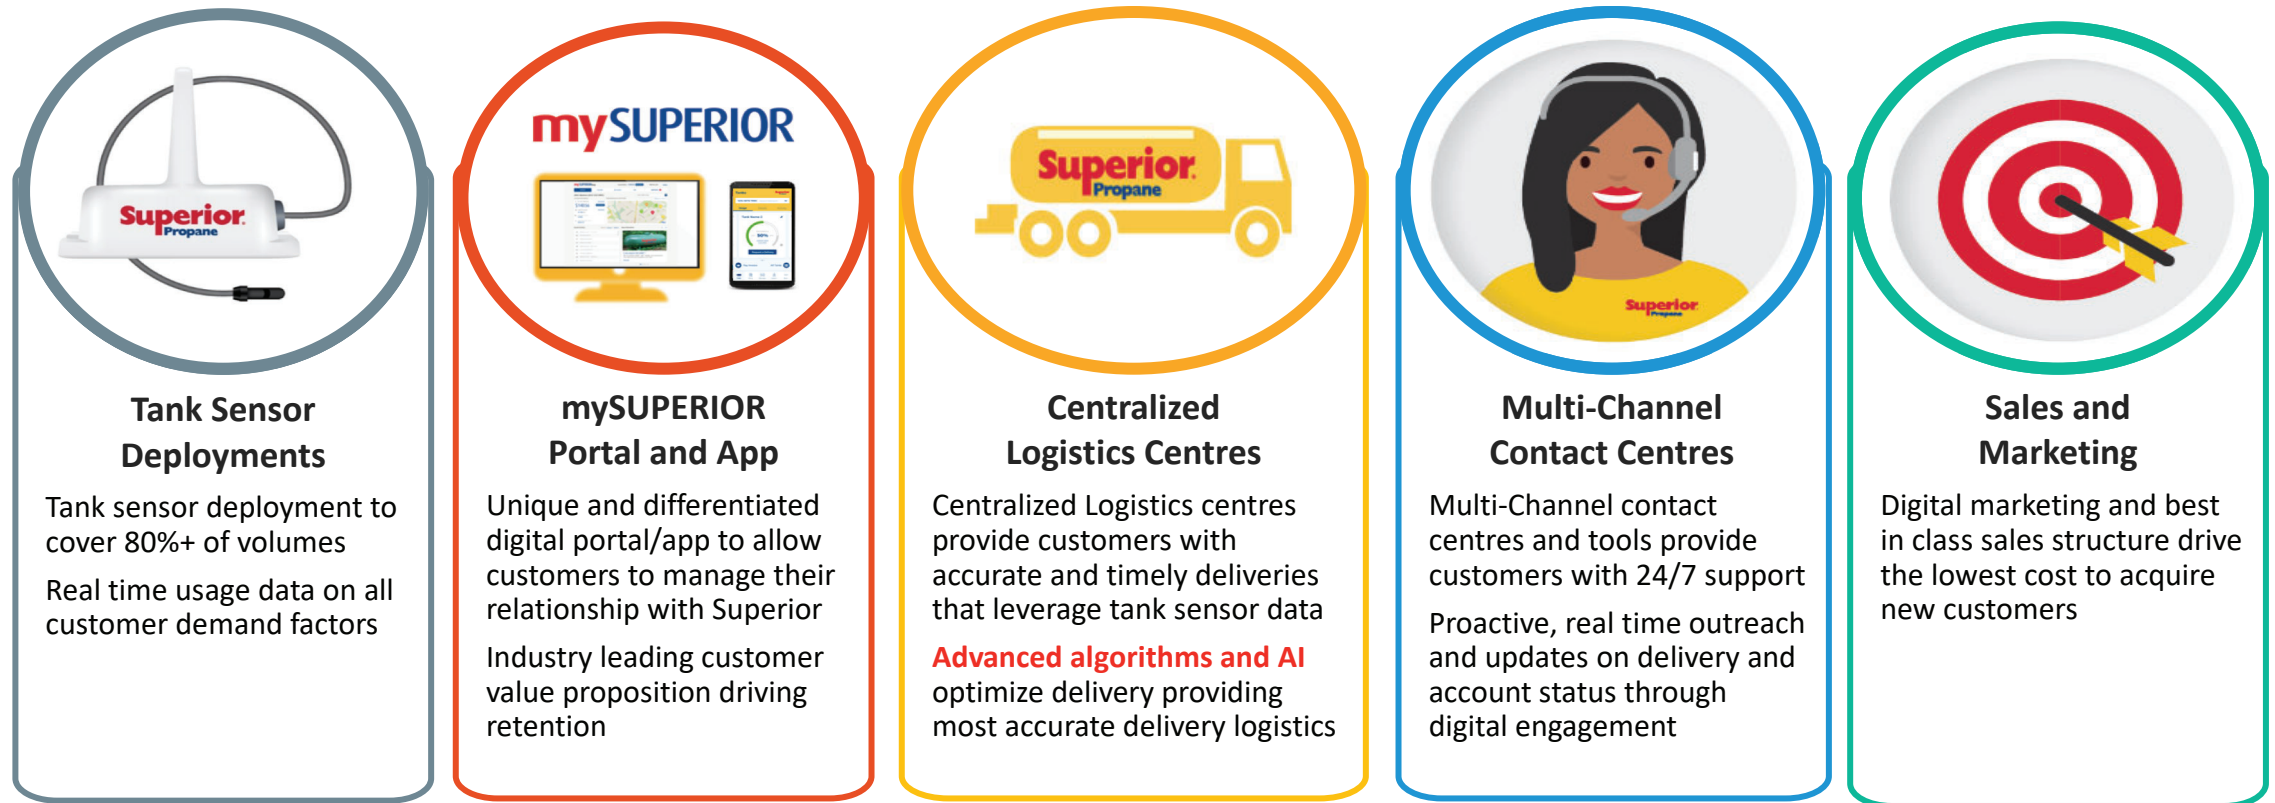 Superior
Propane
Tank Sensor
Deployments
Tank sensor deployment to
cover 80%+ of volumes
Real time usage data on all
customer demand factors
mySUPERIOR
mySUPERIOR
Portal and App
Unique and differentiated
digital portal/app to allow
customers to manage their
relationship with Superior
Industry leading customer
value proposition driving
retention
Superior
Propane
Centralized
Logistics Centres
Centralized Logistics centres
provide customers with
accurate and timely deliveries
that leverage tank sensor data
Advanced algorithms and AI
optimize delivery providing
most accurate delivery logistics
Superior
Propane
Multi-Channel
Contact Centres
Multi-Channel contact
centres and tools provide
customers with 24/7 support
Proactive, real time outreach
and updates on delivery and
account status through
digital engagement
Sales and
Marketing
Digital marketing and best
in class sales structure drive
the lowest cost to acquire
new customers